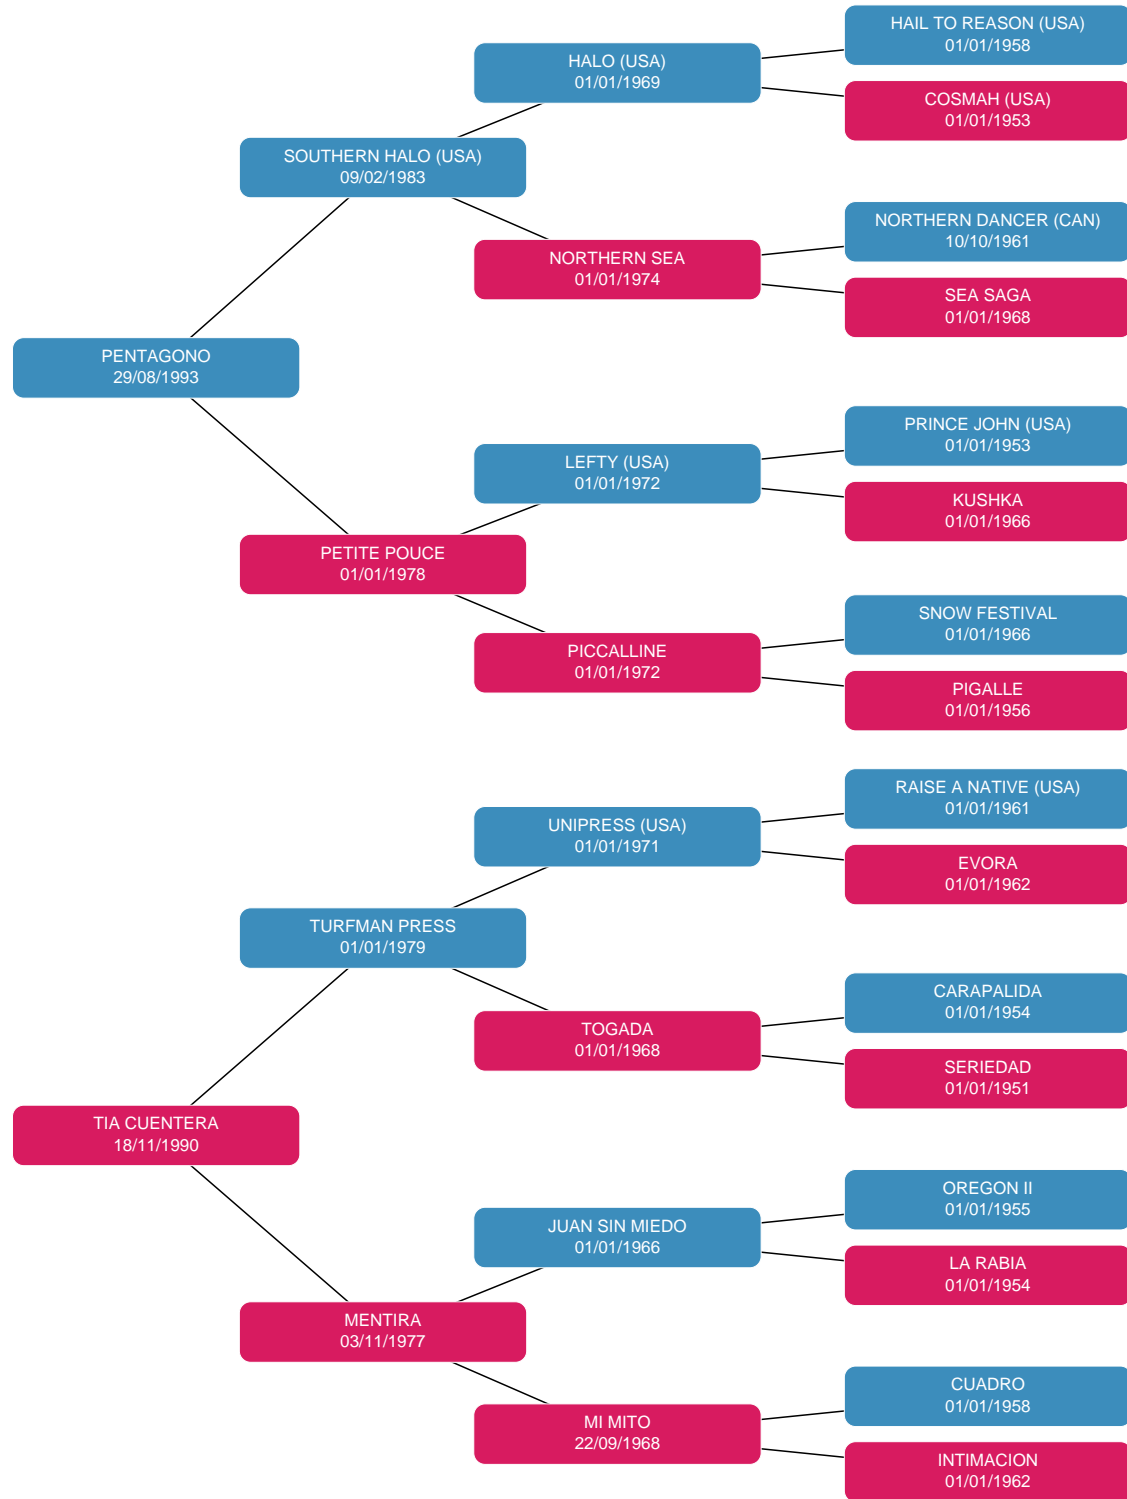 HAIL TO REASON (USA)
01/01/1958
HALO (USA)
01/01/1969
COSMAH (USA)
01/01/1953
SOUTHERN HALO (USA)
09/02/1983
NORTHERN DANCER (CAN)
10/10/1961
NORTHERN SEA
01/01/1974
SEA SAGA
01/01/1968
PENTAGONO
29/08/1993
PRINCE JOHN (USA)
01/01/1953
LEFTY (USA)
01/01/1972
KUSHKA
01/01/1966
PETITE POUCE
01/01/1978
SNOW FESTIVAL
01/01/1966
PICCALLINE
01/01/1972
PIGALLE
01/01/1956
RAISE A NATIVE (USA)
01/01/1961
UNIPRESS (USA)
01/01/1971
EVORA
01/01/1962
TURFMAN PRESS
01/01/1979
CARAPALIDA
01/01/1954
TOGADA
01/01/1968
SERIEDAD
01/01/1951
TIA CUENTERA
18/11/1990
OREGON II
01/01/1955
JUAN SIN MIEDO
01/01/1966
LA RABIA
01/01/1954
MENTIRA
03/11/1977
CUADRO
01/01/1958
MI MITO
22/09/1968
INTIMACION
01/01/1962